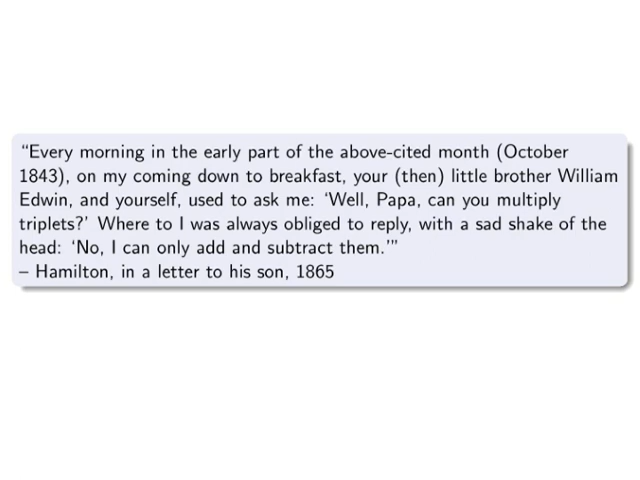 “Every morning in the early part of the above-cited month (October
1843), on my coming down to breakfast, your (then) little brother William
Edwin, and yourself, used to ask me: ‘Well, Papa, can you multiply
triplets?’ Where to I was always obliged to reply, with a sad shake of the
head: ‘No, I can only add and subtract them.’”
– Hamilton, in a letter to his son, 1865